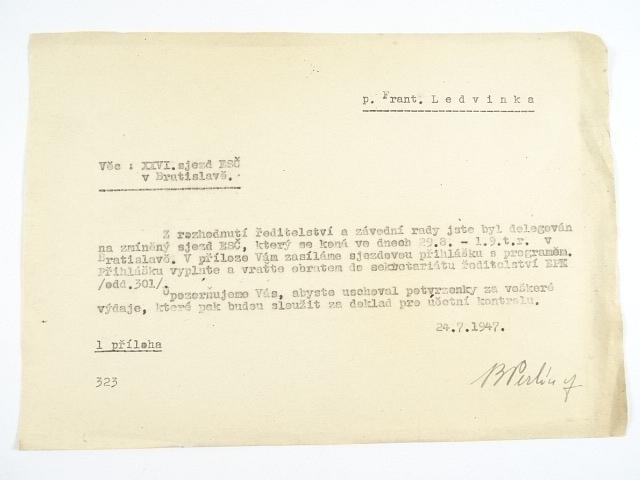 p. Frant. Ledvinka
Věc : XXVI.sjezd ESČ
v Bratislavě.
Z rozhodnutí ředitelství a závodní rady jste byl delegován
na zmíněný sjezd ESČ, který se koná ve dnech 29.8. - 1.9.t.r. v
Bratislavě. V příloze Vám zasíláme sjezdovou přihlášku s programěm.
Přihlášku vyplnte a vraťte obratem do sekretariátu ředitelství
/odd.301/.
Upozorňujeme Vás, abyste uschoval potvrzenky za veškeré
výdaje, které pak budou sloužit za doklad pro účetní kontrolu.
24.7.1947.
1 příloha
323